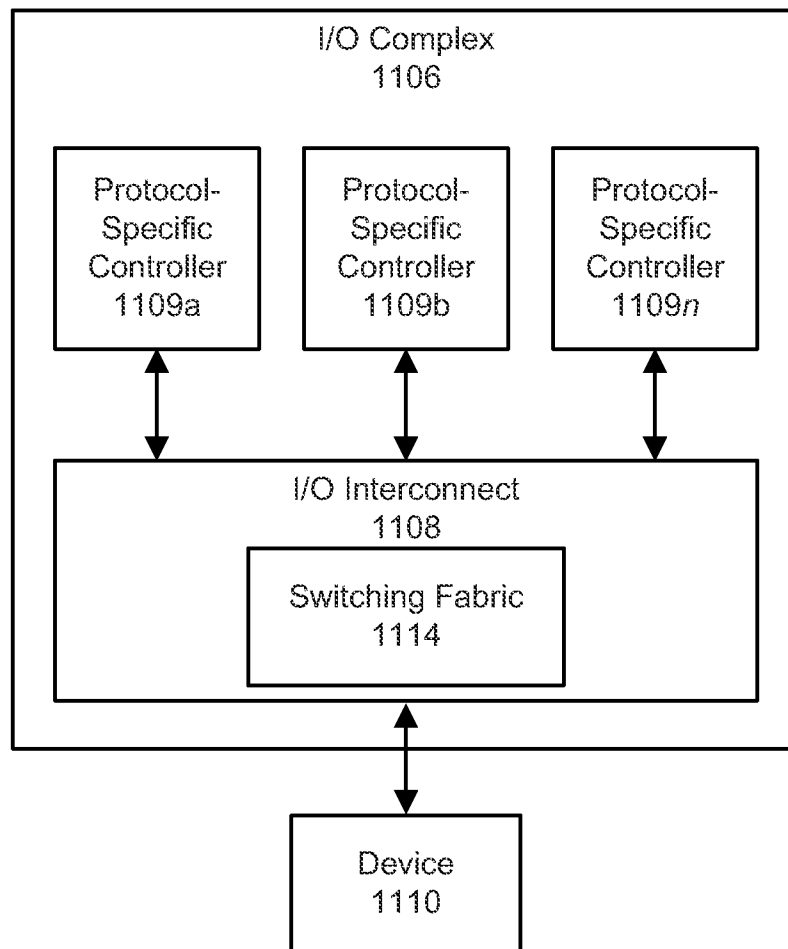 I/O Complex
1106
Protocol-
Specific
Controller
1109a
Protocol-
Specific
Controller
1109b
Protocol-
Specific
Controller
1109n
I/O Interconnect
1108
Switching Fabric
1114
Device
1110